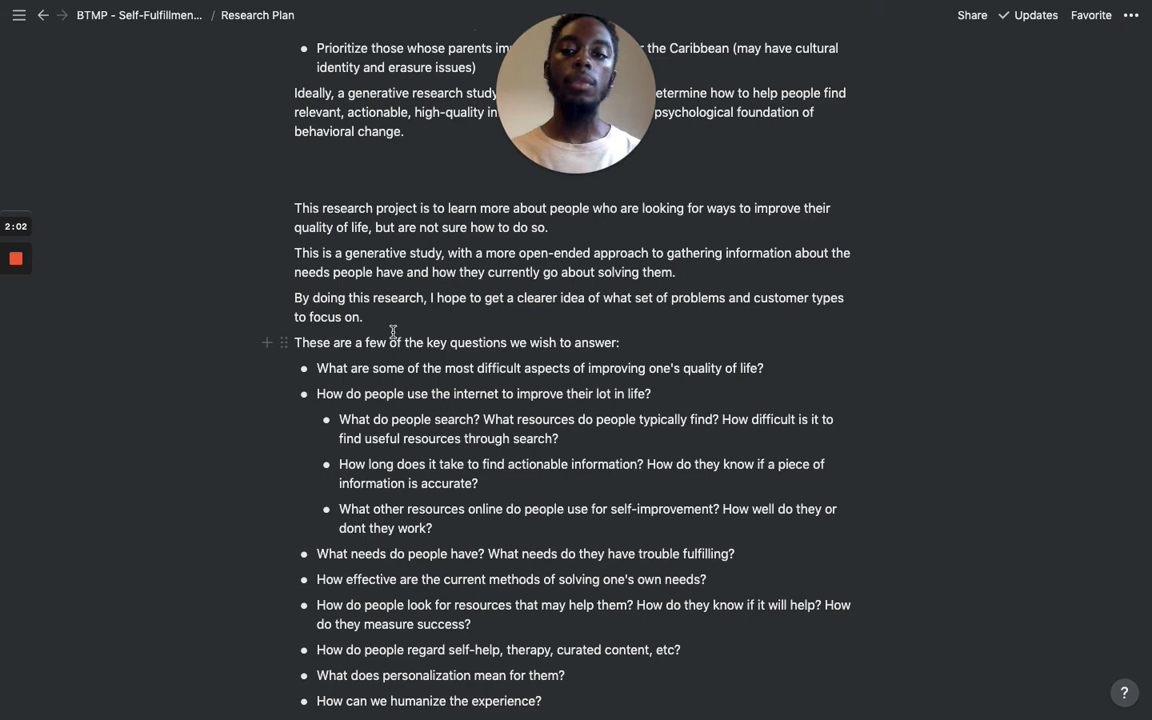 BTMP - Self-Fulfillmen... / Research Plan
Share Updates Favorite
Prioritize those whose parents the Caribbean (may have cultural
identity and erasure issues)
Ideally, a generative research study etermine how to help people find
relevant, actionable, high-quality in psychological foundation of
behavioral change.
This research project is to learn more about people who are looking for ways to improve their
quality of life, but are not sure how to do so.
2:02
This is a generative study, with a more open-ended approach to gathering information about the
needs people have and how they currently go about solving them.
By doing this research, I hope to get a clearer idea of what set of problems and customer types
to focus on.
These are a few of the key questions we wish to answer:
What are some of the most difficult aspects of improving one's quality of life?
How do people use the internet to improve their lot in life?
What do people search? What resources do people typically find? How difficult is it to
find useful resources through search?
How long does it take to find actionable information? How do they know if a piece of
information is accurate?
What other resources online do people use for self-improvement? How well do they or
dont they work?
What needs do people have? What needs do they have trouble fulfilling?
How effective are the current methods of solving one's own needs?
How do people look for resources that may help them? How do they know if it will help? How
do they measure success?
How do people regard self-help, therapy, curated content, etc?
What does personalization mean for them?
How can we humanize the experience?
?